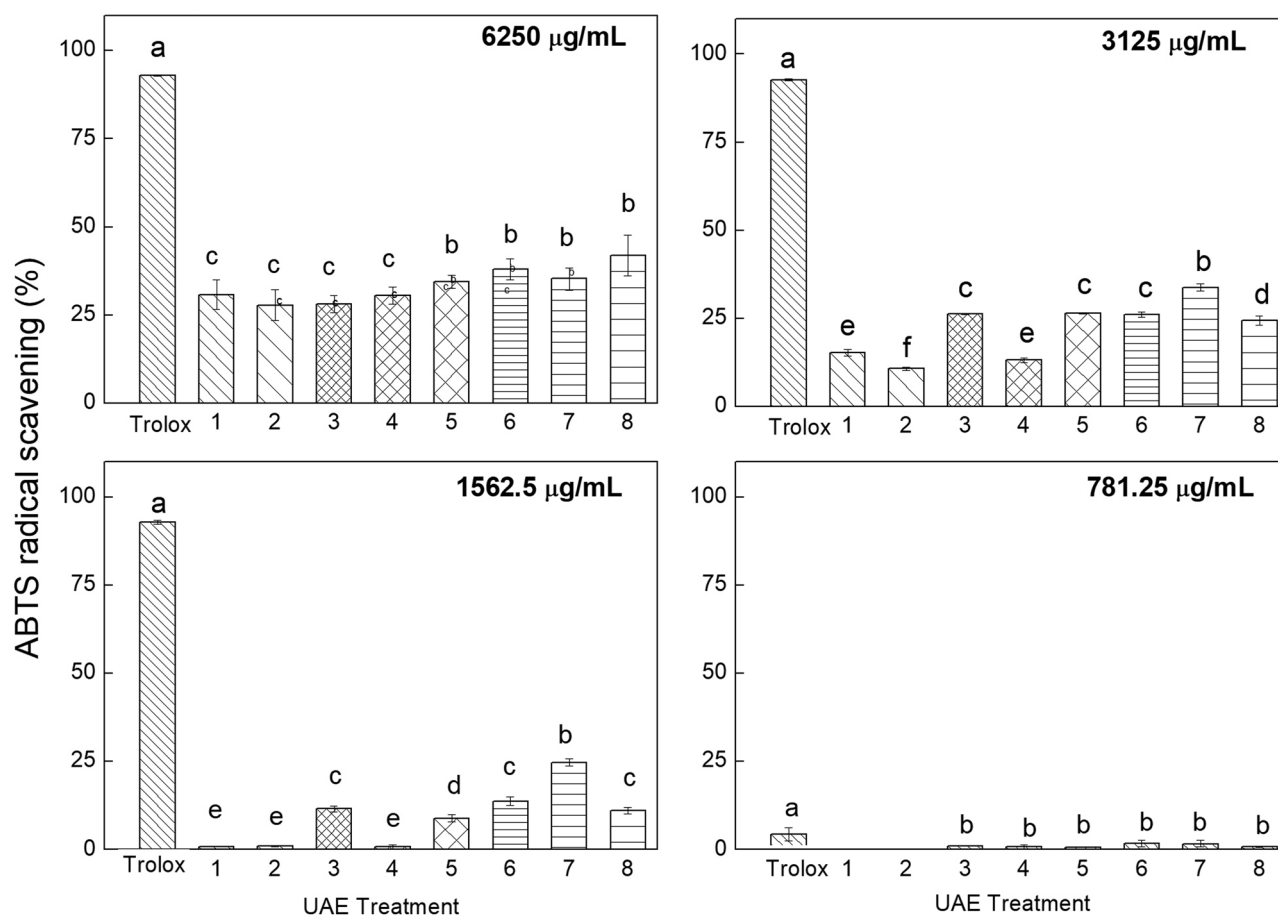 ABTS radical scavening (%)
6250 μg/mL
100
75
50
25
0
a
c
c
c
c
b
b
b
b
c
c
c
c
b
c
b
b
Trolox 1 2 3 4 5 6 7 8
3125 μg/mL
100
75
50
25
0
a
e
f
c
e
c
c
b
d
Trolox 1 2 3 4 5 6 7 8
1562.5 μg/mL
100
75
50
25
0
a
e
e
c
e
d
c
b
c
Trolox 1 2 3 4 5 6 7 8
UAE Treatment
781.25 μg/mL
100
75
50
25
0
a
b
b
b
b
b
b
Trolox 1 2 3 4 5 6 7 8
UAE Treatment